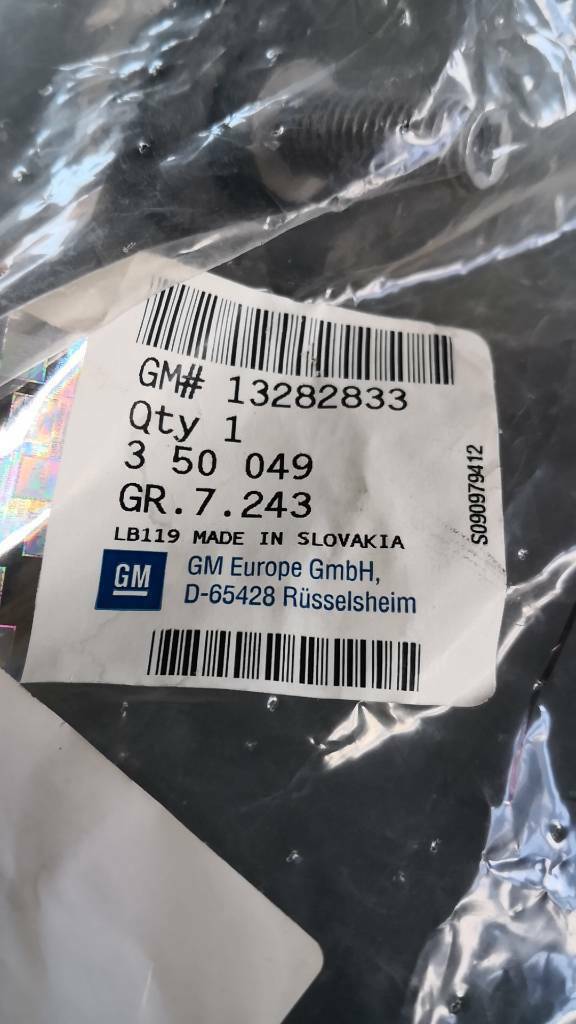 GM# 13282833
Qty 1
3 50 049
GR.7.243
LB119 MADE IN SLOVAKIA
GM
GM Europe GmbH,
D-65428 Rüsselsheim
S090979412